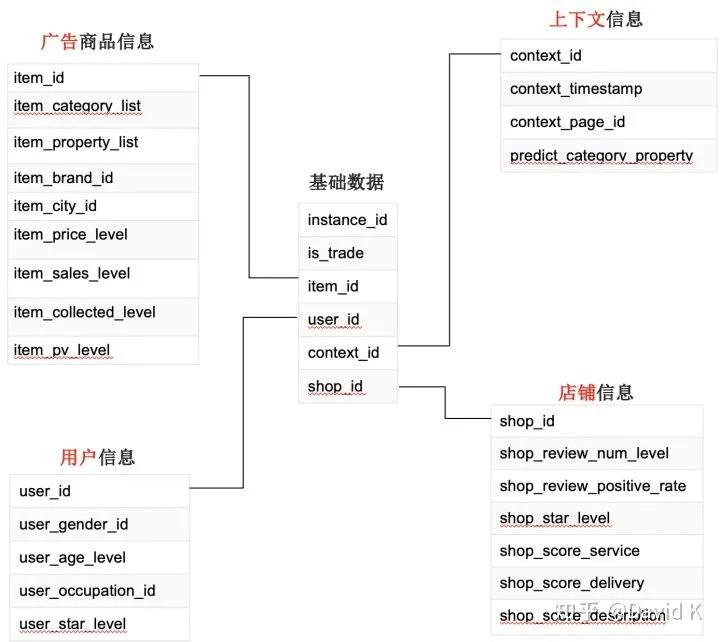 广告商品信息
item_id
item_category_list
item_property_list
item_brand_id
item_city_id
item_price_level
item_sales_level
item_collected_level
item_pv_level
上下文信息
context_id
context_timestamp
context_page_id
predict_category_property
基础数据
instance_id
is_trade
item_id
user_id
context_id
shop_id
用户信息
user_id
user_gender_id
user_age_level
user_occupation_id
user_star_level
店铺信息
shop_id
shop_review_num_level
shop_review_positive_rate
shop_star_level
shop_score_service
shop_score_delivery
shop_score_description
知乎 @David K